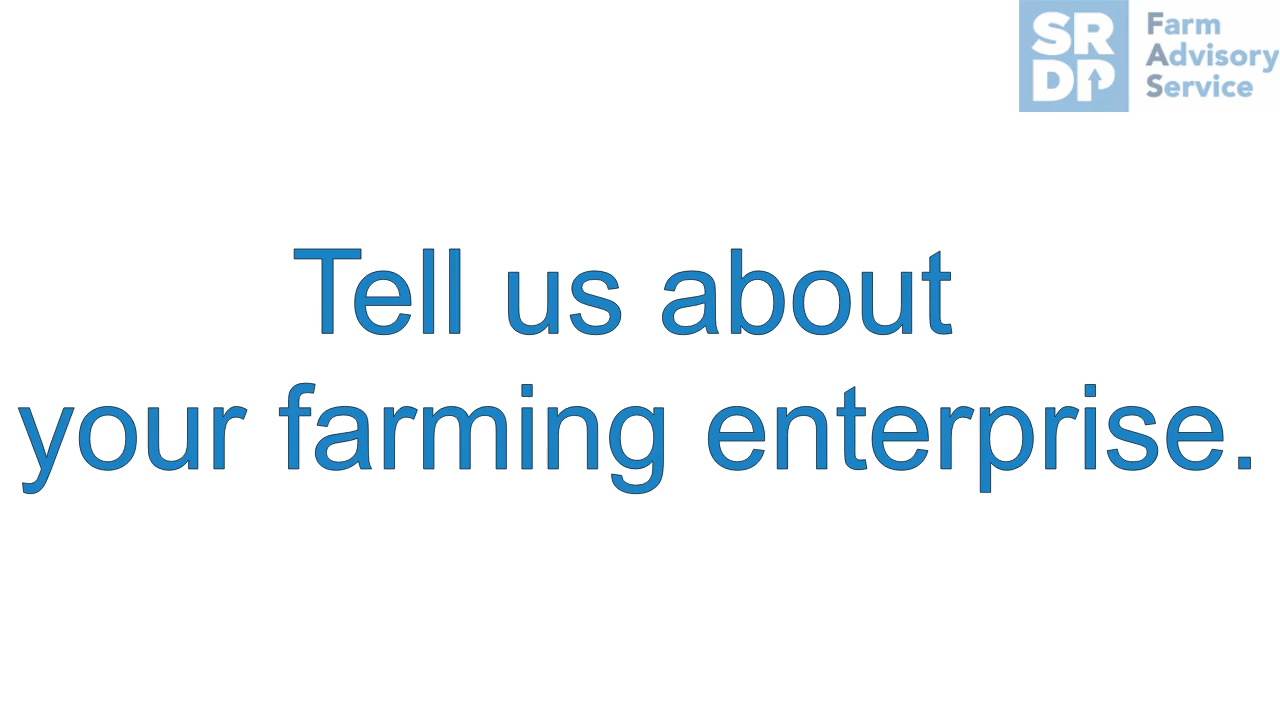 SR
DP
Farm
Advisory
Service
Tell us about
your farming enterprise.